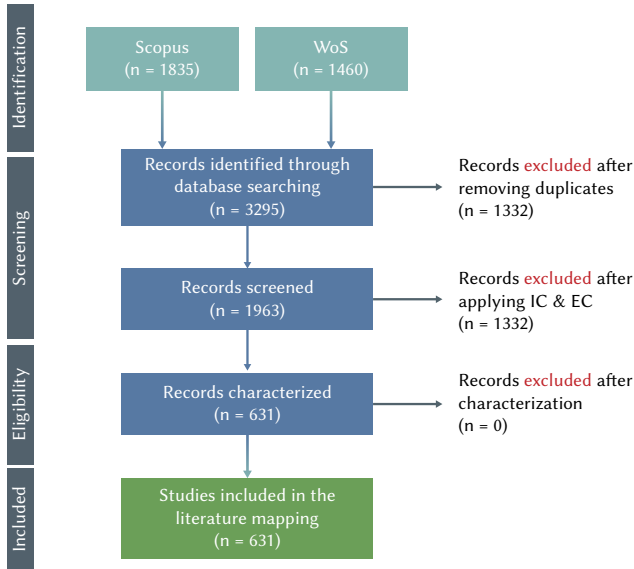 Identification
Scopus
(n = 1835)
WoS
(n = 1460)
Screening
Records identified through
database searching
(n = 3295)
Records excluded after
removing duplicates
(n = 1332)
Records screened
(n = 1963)
Records excluded after
applying IC & EC
(n = 1332)
Eligibility
Records characterized
(n = 631)
Records excluded after
characterization
(n = 0)
Included
Studies included in the
literature mapping
(n = 631)